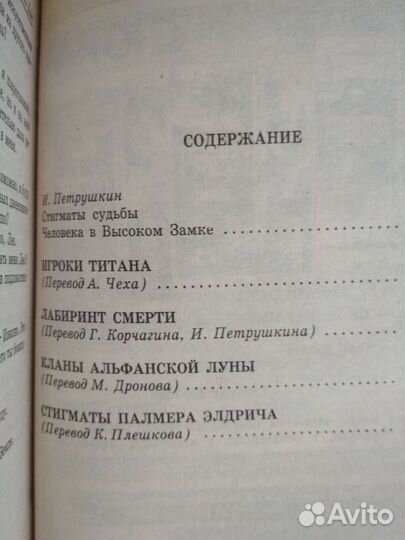 СОДЕРЖАНИЕ
И. Петрушкин
Стигматы судьбы
Человека в Высоком Замке
ИГРОКИ ТИТАНА
(Перевод А. Чеха)
ЛАБИРИНТ СМЕРТИ
(Перевод Г. Корчагина, И. Петрушкина)
КЛАНЫ АЛЬФАНСКОЙ ЛУНЫ
(Перевод М. Дронова)
СТИГМАТЫ ПАЛМЕРА ЭЛДРИЧА
(Перевод К. Плешкова)
Avito